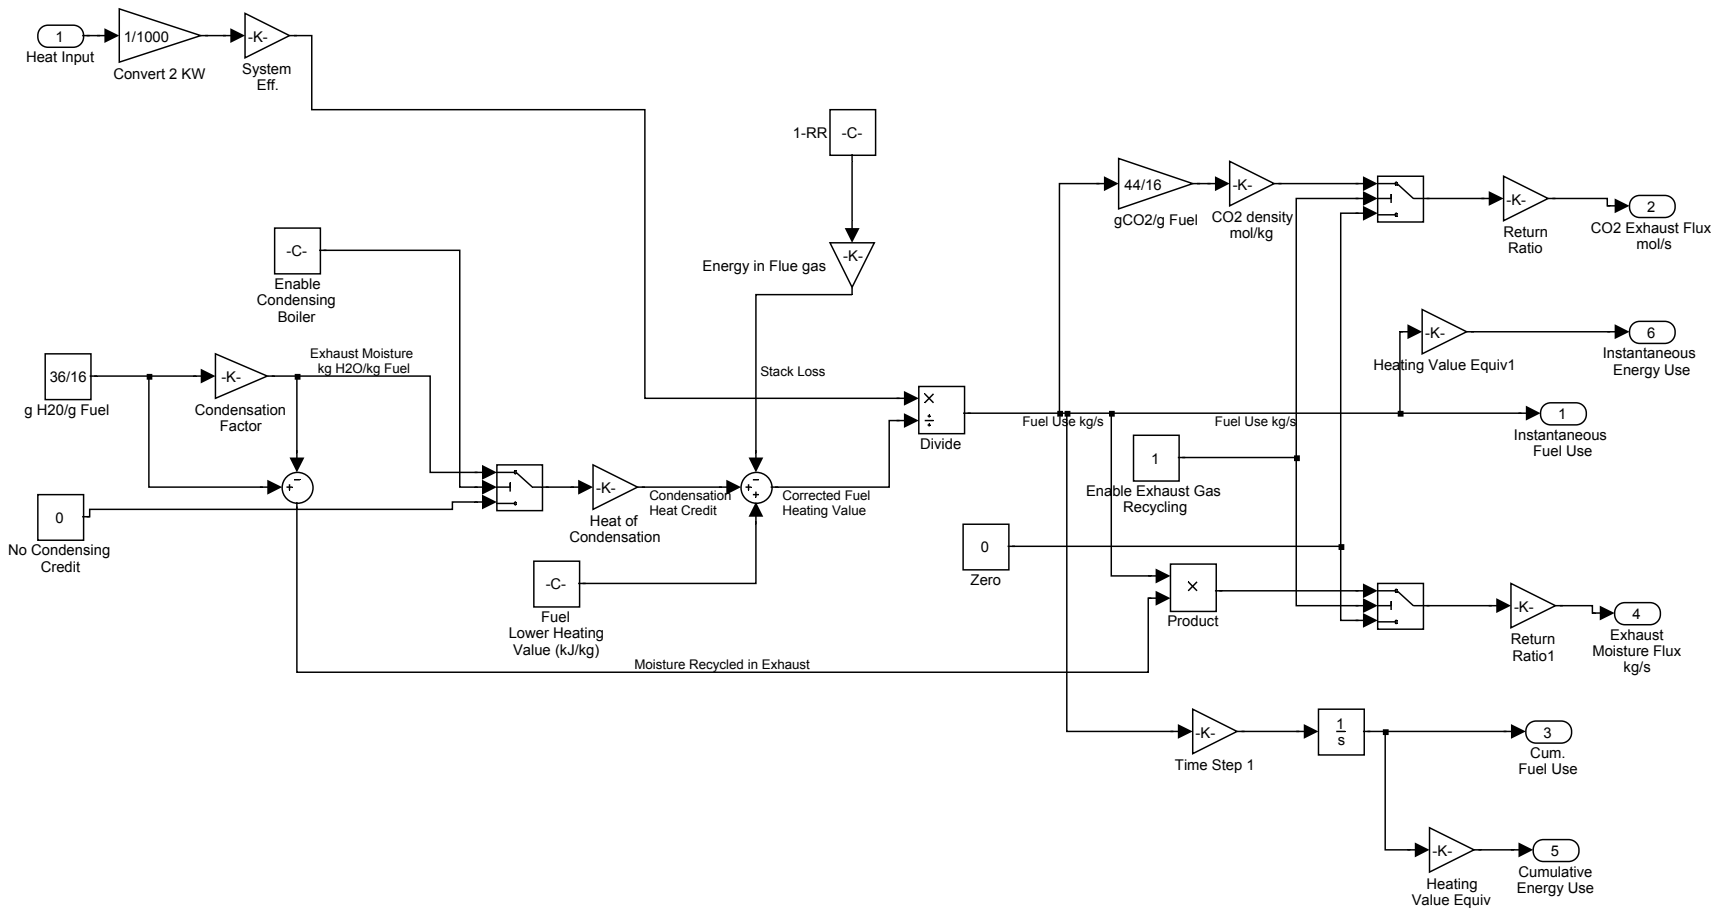 1
Heat Input
1/1000
Convert 2 KW
-K-
System
Eff.
1-RR
-C-
-K-
Energy in Flue gas
Stack Loss
-C-
Enable
Condensing
Boiler
36/16
g H20/g Fuel
-K-
Condensation
Factor
Exhaust Moisture
kg H2O/kg Fuel
+
−
0
No Condensing
Credit
-K-
Heat of
Condensation
Condensation
Heat Credit
−
+
+
Corrected Fuel
Heating Value
-C-
Fuel
Lower Heating
Value (kJ/kg)
Moisture Recycled in Exhaust
×
÷
Divide
Fuel Use kg/s
Fuel Use kg/s
44/16
gCO2/g Fuel
-K-
CO2 density
mol/kg
-K-
Return
Ratio
2
CO2 Exhaust Flux
mol/s
-K-
Heating Value Equiv1
6
Instantaneous
Energy Use
1
Instantaneous
Fuel Use
1
Enable Exhaust Gas
Recycling
0
Zero
×
Product
-K-
Return
Ratio1
4
Exhaust
Moisture Flux
kg/s
-K-
Time Step 1
1
s
3
Cum.
Fuel Use
-K-
Heating
Value Equiv
5
Cumulative
Energy Use